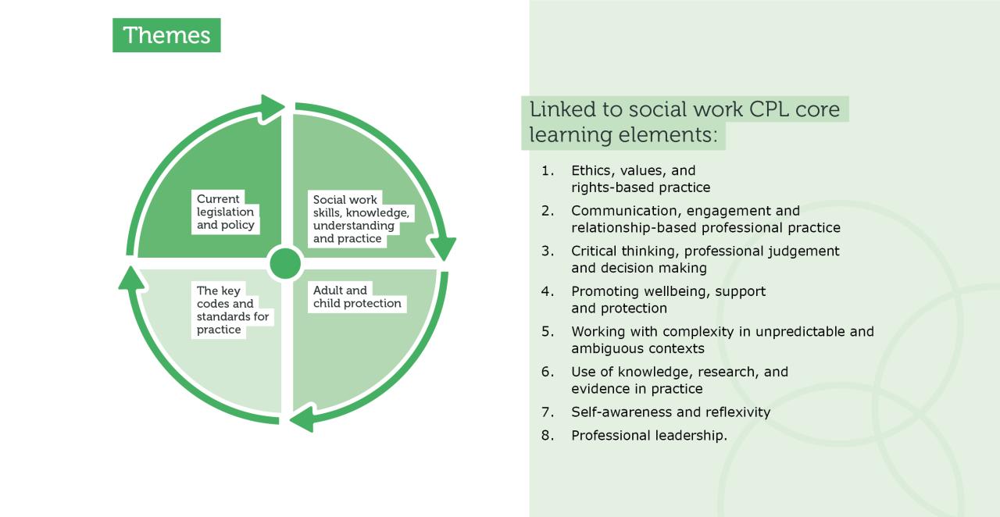 Themes
Current
legislation
and policy
Social work
skills, knowledge,
understanding
and practice
The key
codes and
standards for
practice
Adult and
child protection
Linked to social work CPL core
learning elements:
1. Ethics, values, and
rights-based practice
2. Communication, engagement and
relationship-based professional practice
3. Critical thinking, professional judgement
and decision making
4. Promoting wellbeing, support
and protection
5. Working with complexity in unpredictable and
ambiguous contexts
6. Use of knowledge, research, and
evidence in practice
7. Self-awareness and reflexivity
8. Professional leadership.